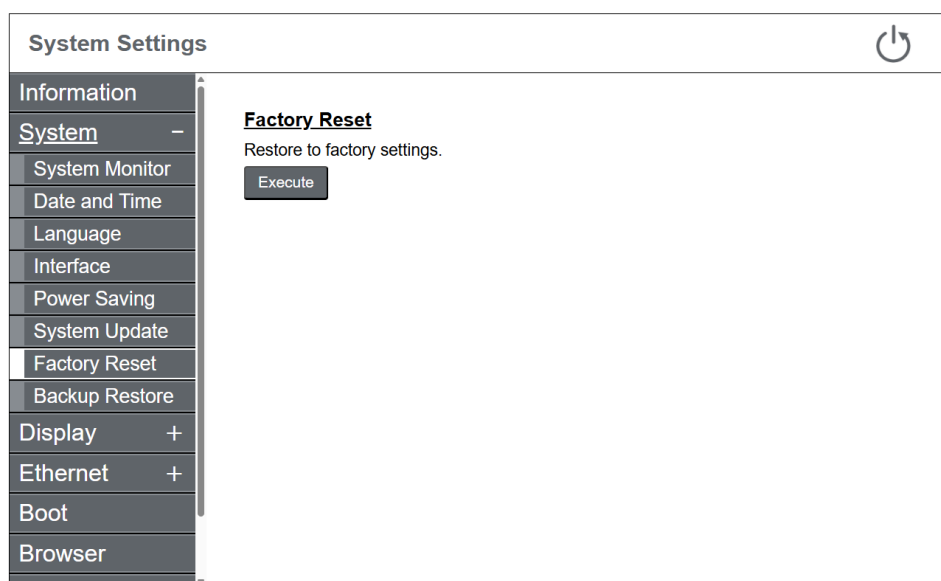 System Settings
Information
System −
System Monitor
Date and Time
Language
Interface
Power Saving
System Update
Factory Reset
Backup Restore
Display +
Ethernet +
Boot
Browser
Factory Reset
Restore to factory settings.
Execute